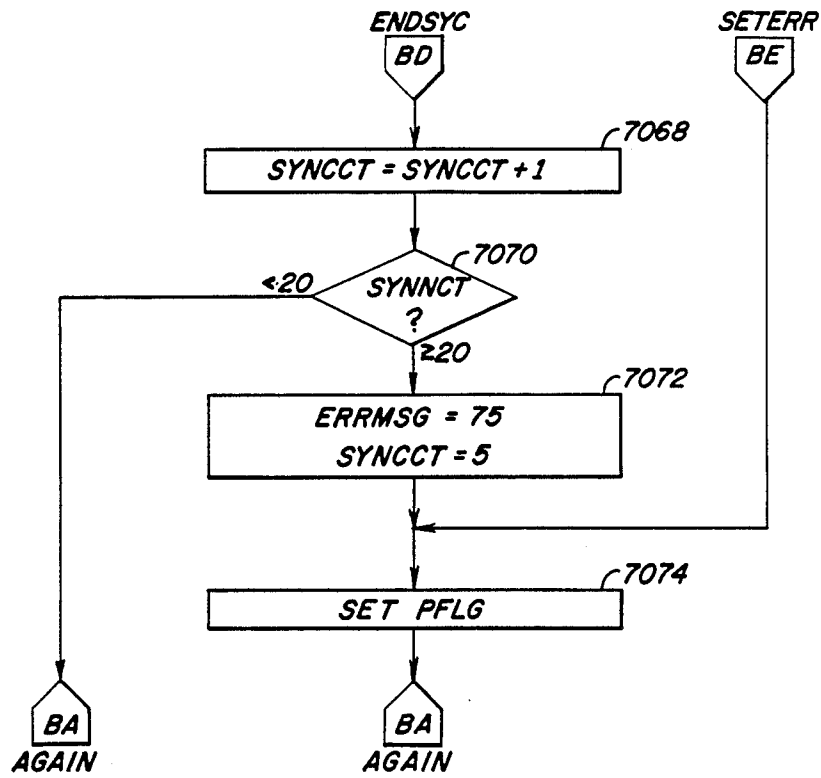 ENDSYC
BD
SETERR
BE
7068
SYNCCT = SYNCCT + 1
7070
<20
SYNNCT
?
≥20
7072
ERRMSG = 75
SYNCCT = 5
7074
SET PFLG
BA
AGAIN
BA
AGAIN